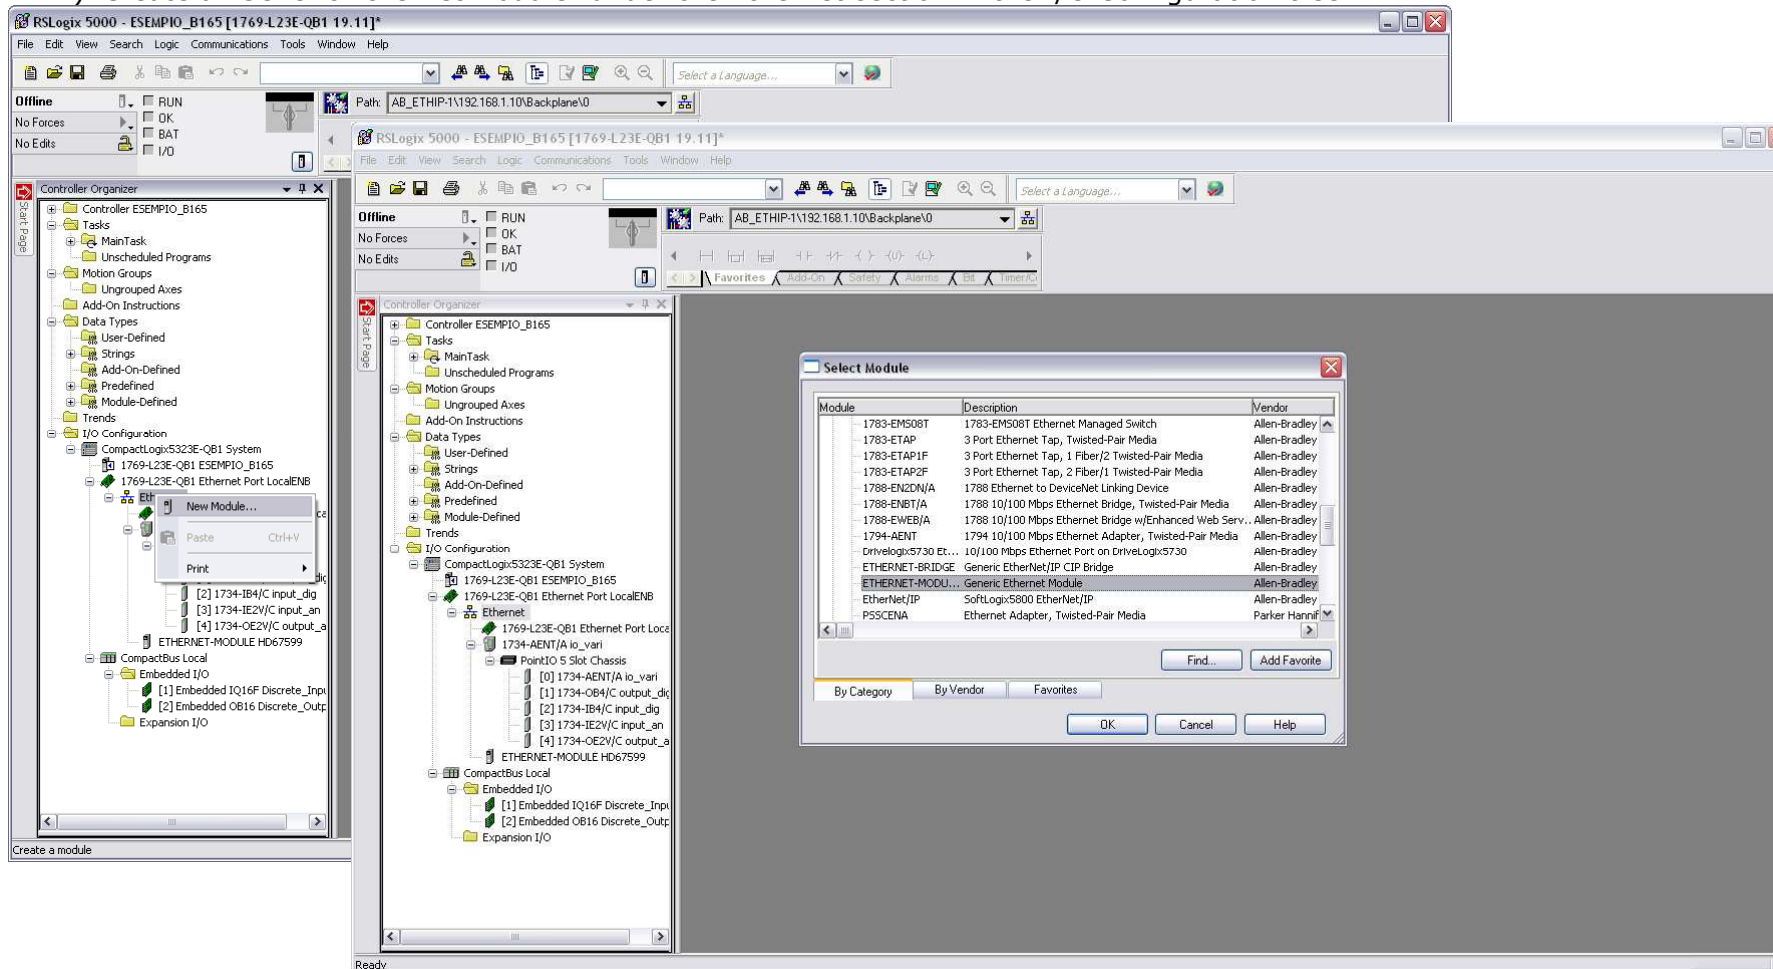 RSLogix 5000 - ESEMPIO_B165 [1769-L23E-QB1 19.11]*
File Edit View Search Logic Communications Tools Window Help
Select a Language...
Offline
RUN
Path: AB_ETHIP-1\192.168.1.10\Backplane\0
No Forces
OK
BAT
No Edits
I/O
Controller Organizer
Start Page
Controller ESEMPIO_B165
Tasks
MainTask
Unscheduled Programs
Motion Groups
Ungrouped Axes
Add-On Instructions
Data Types
User-Defined
Strings
Add-On-Defined
Predefined
Module-Defined
Trends
I/O Configuration
CompactLogix5323E-QB1 System
1769-L23E-QB1 ESEMPIO_B165
1769-L23E-QB1 Ethernet Port LocalENB
New Module...
Paste Ctrl+V
Print
[2] 1734-IB4/C input_dig
[3] 1734-IE2V/C input_an
[4] 1734-OE2V/C output_a
ETHERNET-MODULE HD67599
CompactBus Local
Embedded I/O
[1] Embedded IQ16F Discrete_Inpu
[2] Embedded OB16 Discrete_Outp
Expansion I/O
Create a module
RSLogix 5000 - ESEMPIO_B165 [1769-L23E-QB1 19.11]*
File Edit View Search Logic Communications Tools Window Help
Select a Language...
Offline
RUN
Path: AB_ETHIP-1\192.168.1.10\Backplane\0
No Forces
OK
BAT
No Edits
I/O
Favorites Add-On Safety Alarms Bit Timer/C
Controller Organizer
Start Page
Controller ESEMPIO_B165
Tasks
MainTask
Unscheduled Programs
Motion Groups
Ungrouped Axes
Add-On Instructions
Data Types
User-Defined
Strings
Add-On-Defined
Predefined
Module-Defined
Trends
I/O Configuration
CompactLogix5323E-QB1 System
1769-L23E-QB1 ESEMPIO_B165
1769-L23E-QB1 Ethernet Port LocalENB
Ethernet
1769-L23E-QB1 Ethernet Port Loca
1734-AENT/A io_vari
PointIO 5 Slot Chassis
[0] 1734-AENT/A io_vari
[1] 1734-OB4/C output_dig
[2] 1734-IB4/C input_dig
[3] 1734-IE2V/C input_an
[4] 1734-OE2V/C output_a
ETHERNET-MODULE HD67599
CompactBus Local
Embedded I/O
[1] Embedded IQ16F Discrete_Inpu
[2] Embedded OB16 Discrete_Outp
Expansion I/O
Ready
Select Module
Module Description Vendor
1783-EMS08T 1783-EMS08T Ethernet Managed Switch Allen-Bradley
1783-ETAP 3 Port Ethernet Tap, Twisted-Pair Media Allen-Bradley
1783-ETAP1F 3 Port Ethernet Tap, 1 Fiber/2 Twisted-Pair Media Allen-Bradley
1783-ETAP2F 3 Port Ethernet Tap, 2 Fiber/1 Twisted-Pair Media Allen-Bradley
1788-EN2DN/A 1788 Ethernet to DeviceNet Linking Device Allen-Bradley
1788-ENBT/A 1788 10/100 Mbps Ethernet Bridge, Twisted-Pair Media Allen-Bradley
1788-EWEB/A 1788 10/100 Mbps Ethernet Bridge w/Enhanced Web Serv... Allen-Bradley
1794-AENT 1794 10/100 Mbps Ethernet Adapter, Twisted-Pair Media Allen-Bradley
Drivelogix5730 Et... 10/100 Mbps Ethernet Port on DriveLogix5730 Allen-Bradley
ETHERNET-BRIDGE Generic EtherNet/IP CIP Bridge Allen-Bradley
ETHERNET-MODU... Generic Ethernet Module Allen-Bradley
EtherNet/IP SoftLogix5800 EtherNet/IP Allen-Bradley
PSSCENA Ethernet Adapter, Twisted-Pair Media Parker Hannif
Find... Add Favorite
By Category By Vendor Favorites
OK Cancel Help